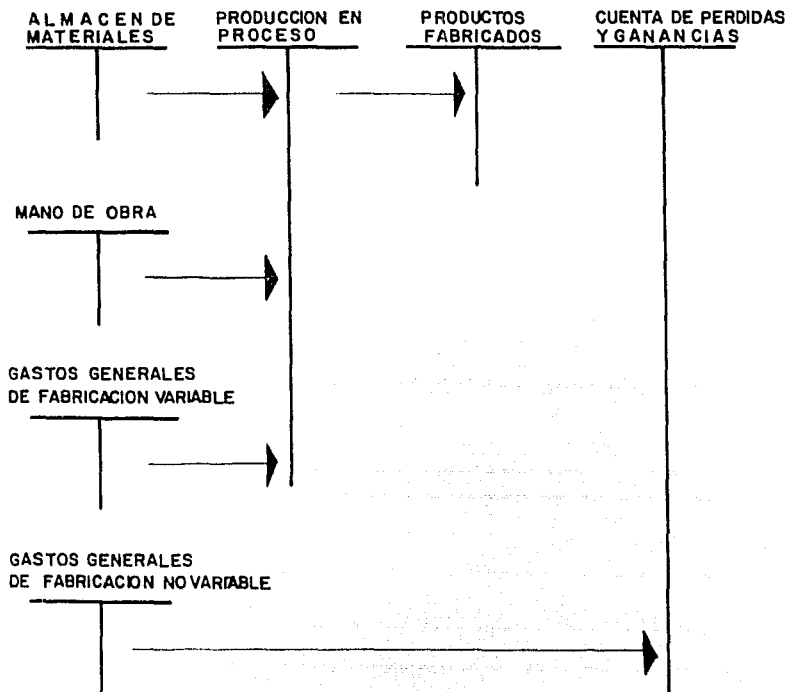 ALMACEN DE
MATERIALES
PRODUCCION EN
PROCESO
PRODUCTOS
FABRICADOS
CUENTA DE PERDIDAS
Y GANANCIAS
MANO DE OBRA
GASTOS GENERALES
DE FABRICACION VARIABLE
GASTOS GENERALES
DE FABRICACION NO VARIABLE